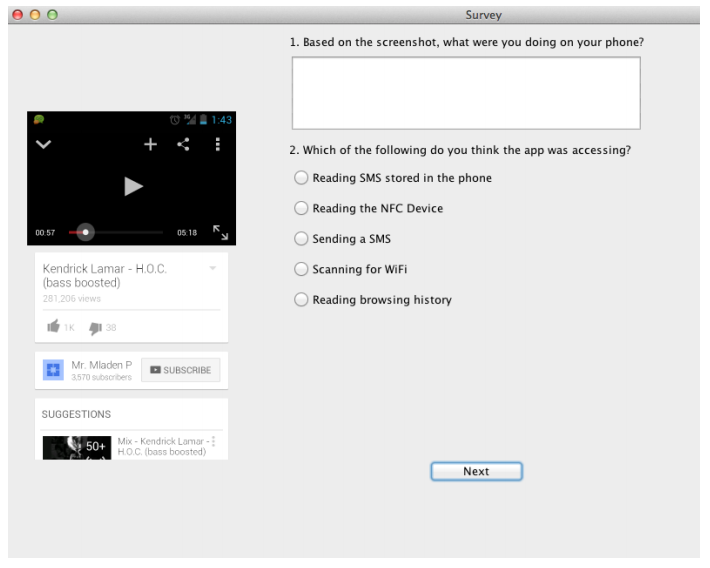 Survey
1. Based on the screenshot, what were you doing on your phone?
2. Which of the following do you think the app was accessing?
Reading SMS stored in the phone
Reading the NFC Device
Sending a SMS
Scanning for WiFi
Reading browsing history
Next
3G 1:43
00:57 05:18
Kendrick Lamar - H.O.C.
(bass boosted)
281,206 views
1K 38
Mr. Mladen P
3,570 subscribers
SUBSCRIBE
SUGGESTIONS
50+
Mix - Kendrick Lamar -
H.O.C. (bass boosted)